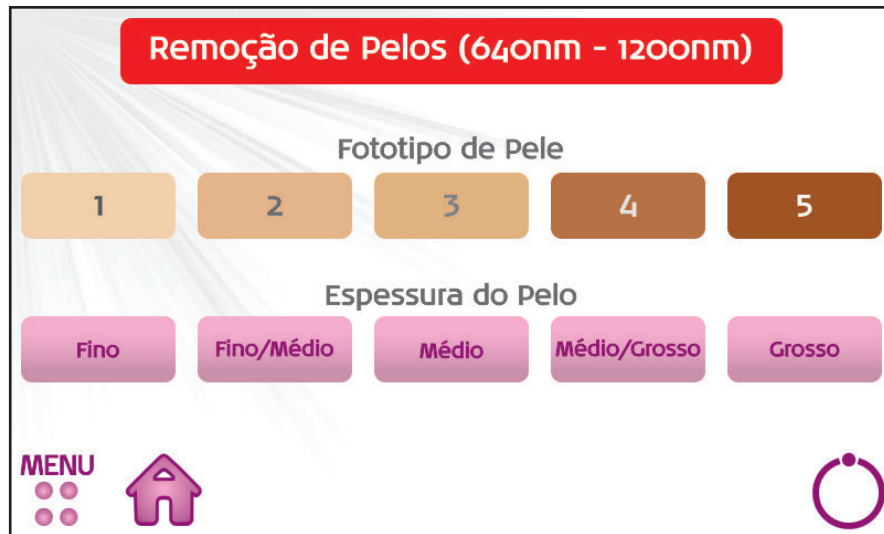 Remoção de Pelos (640nm - 1200nm)
Fototipo de Pele
1 2 3 4 5
Espessura do Pelo
Fino Fino/Médio Médio Médio/Grosso Grosso
MENU